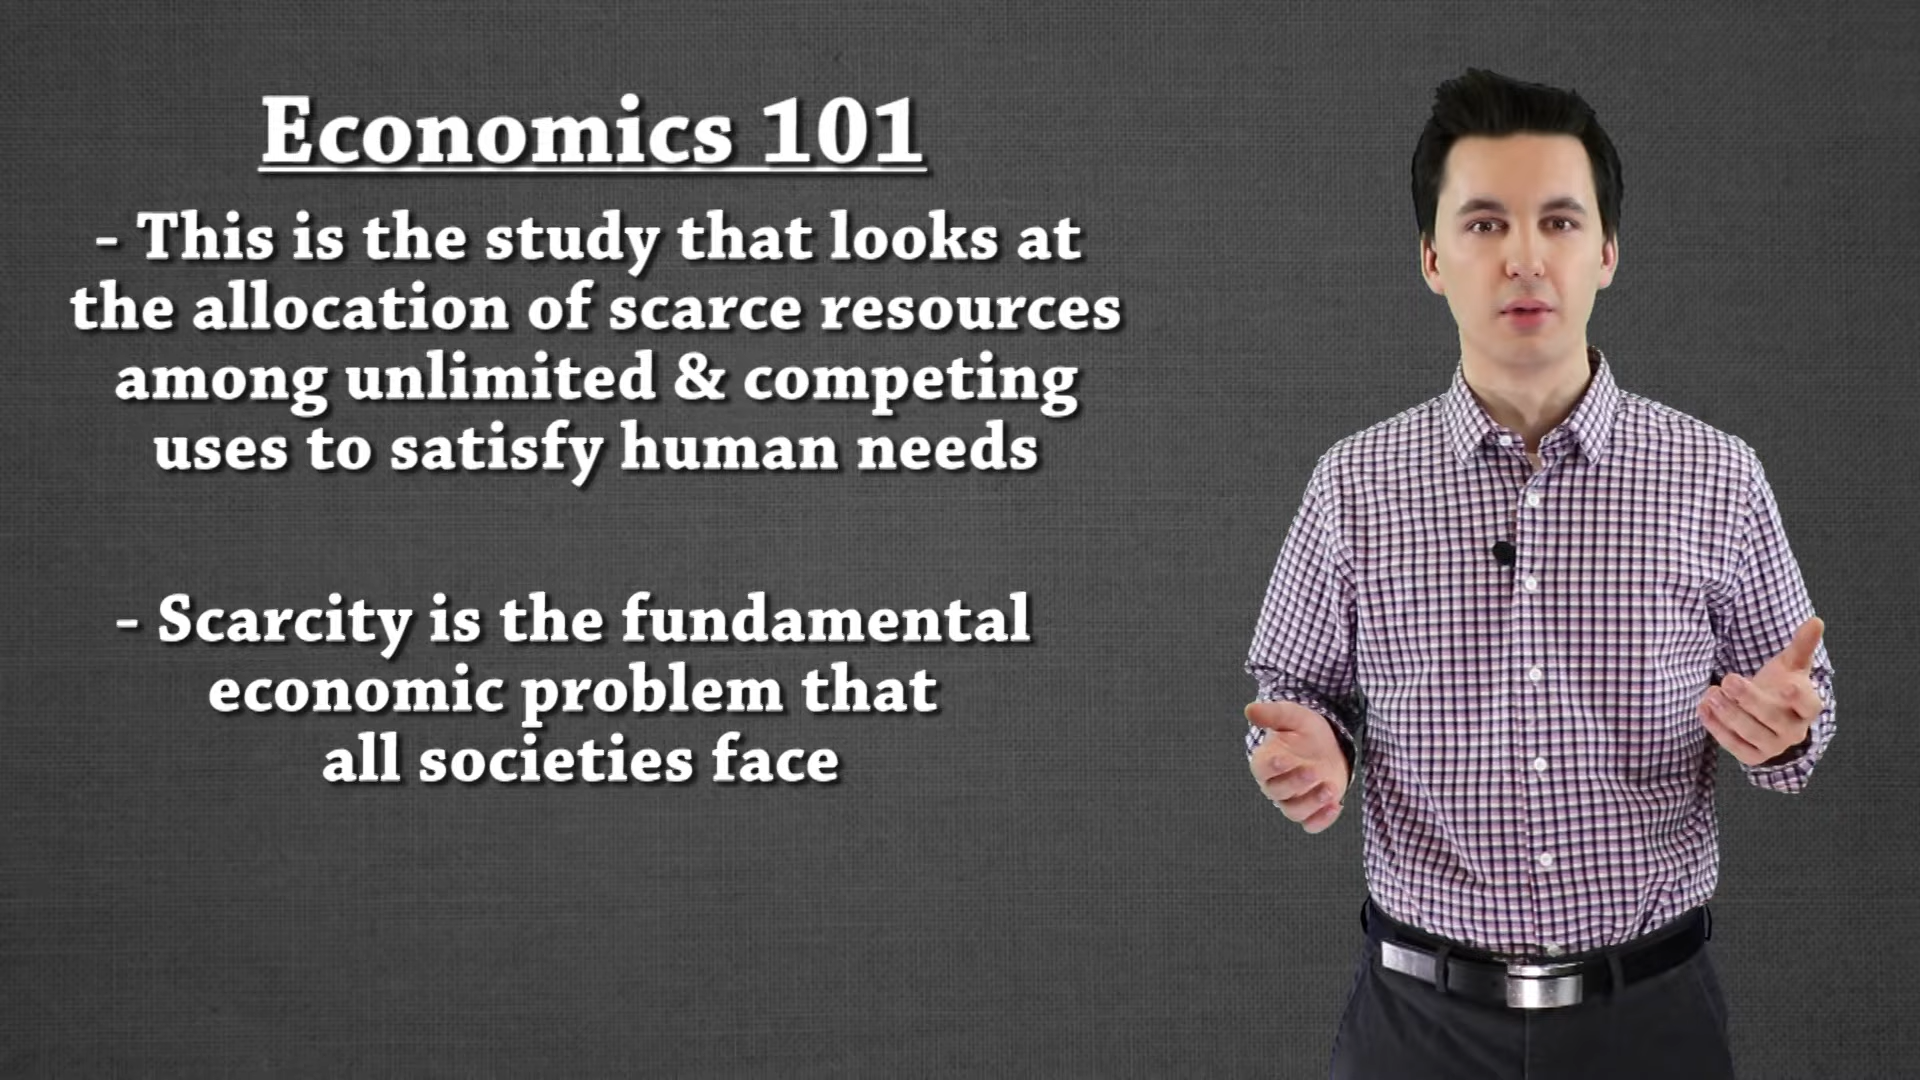 Economics 101
- This is the study that looks at
the allocation of scarce resources
among unlimited & competing
uses to satisfy human needs
- Scarcity is the fundamental
economic problem that
all societies face